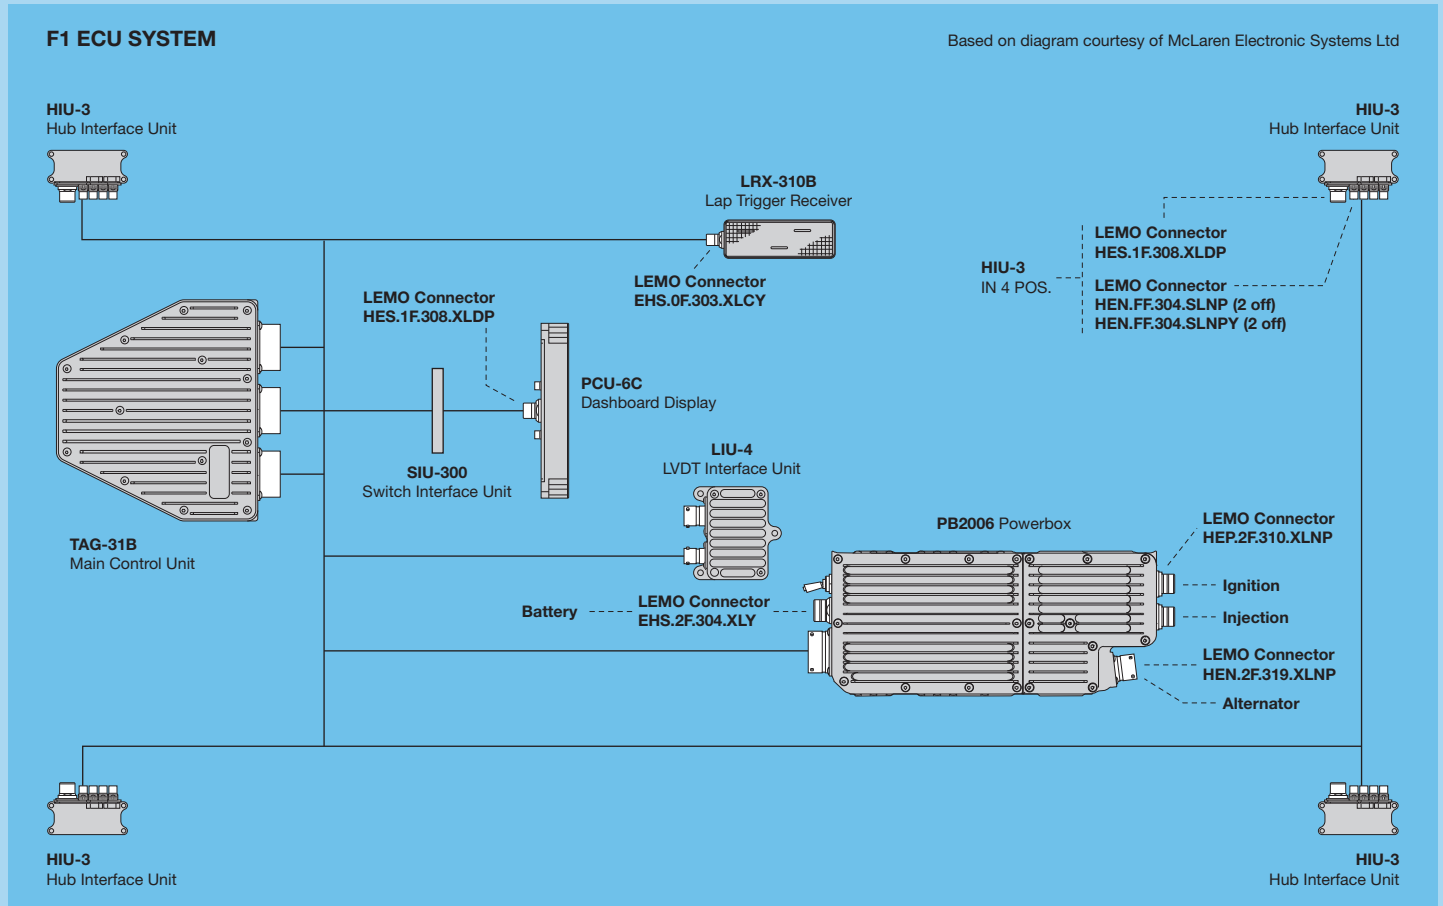 F1 ECU SYSTEM
Based on diagram courtesy of McLaren Electronic Systems Ltd
HIU-3
Hub Interface Unit
HIU-3
Hub Interface Unit
LRX-310B
Lap Trigger Receiver
LEMO Connector
EHS.0F.303.XLCY
HIU-3
IN 4 POS.
LEMO Connector
HES.1F.308.XLDP
LEMO Connector
HEN.FF.304.SLNP (2 off)
HEN.FF.304.SLNPY (2 off)
LEMO Connector
HES.1F.308.XLDP
PCU-6C
Dashboard Display
SIU-300
Switch Interface Unit
LIU-4
LVDT Interface Unit
TAG-31B
Main Control Unit
PB2006 Powerbox
LEMO Connector
HEP.2F.310.XLNP
Ignition
Injection
Battery
LEMO Connector
EHS.2F.304.XLY
LEMO Connector
HEN.2F.319.XLNP
Alternator
HIU-3
Hub Interface Unit
HIU-3
Hub Interface Unit